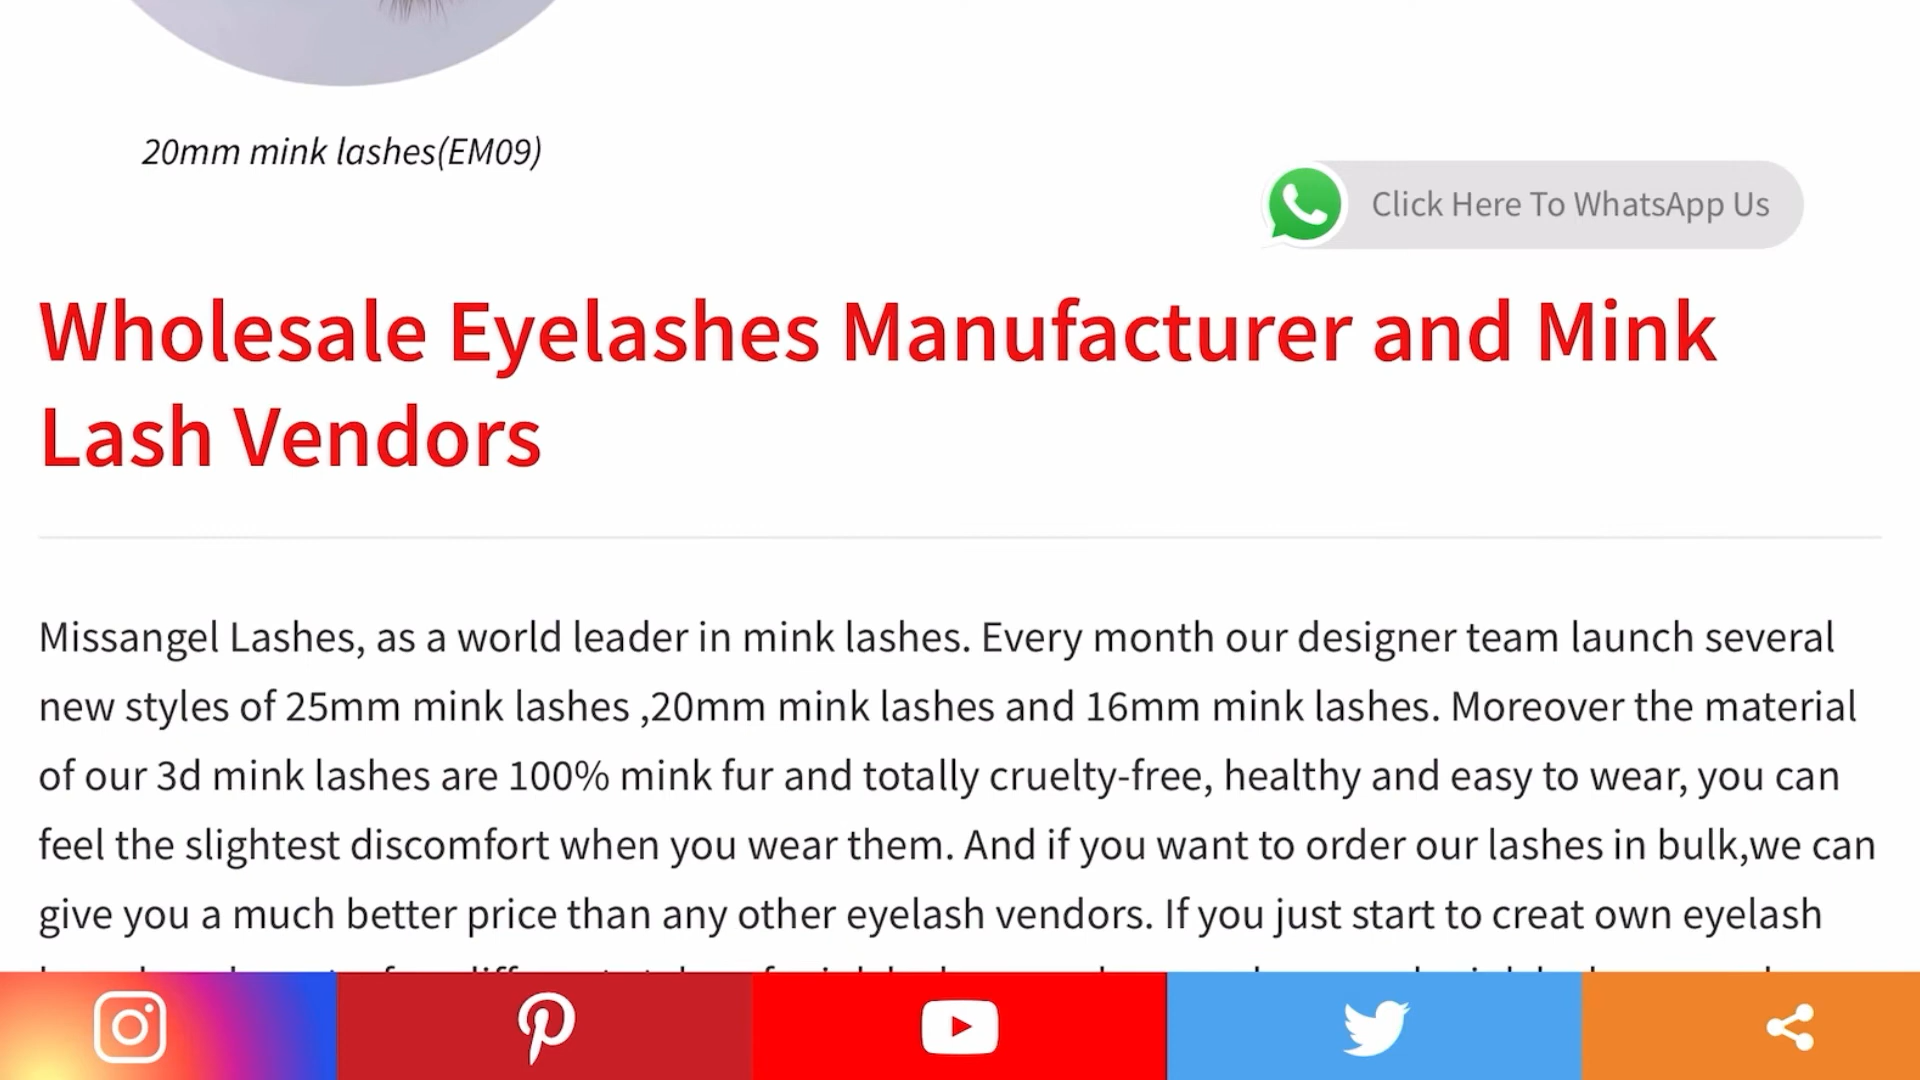 20mm mink lashes(EM09)
Click Here To WhatsApp Us
Wholesale Eyelashes Manufacturer and Mink
Lash Vendors
Missangel Lashes, as a world leader in mink lashes. Every month our designer team launch several
new styles of 25mm mink lashes ,20mm mink lashes and 16mm mink lashes. Moreover the material
of our 3d mink lashes are 100% mink fur and totally cruelty-free, healthy and easy to wear, you can
feel the slightest discomfort when you wear them. And if you want to order our lashes in bulk,we can
give you a much better price than any other eyelash vendors. If you just start to creat own eyelash